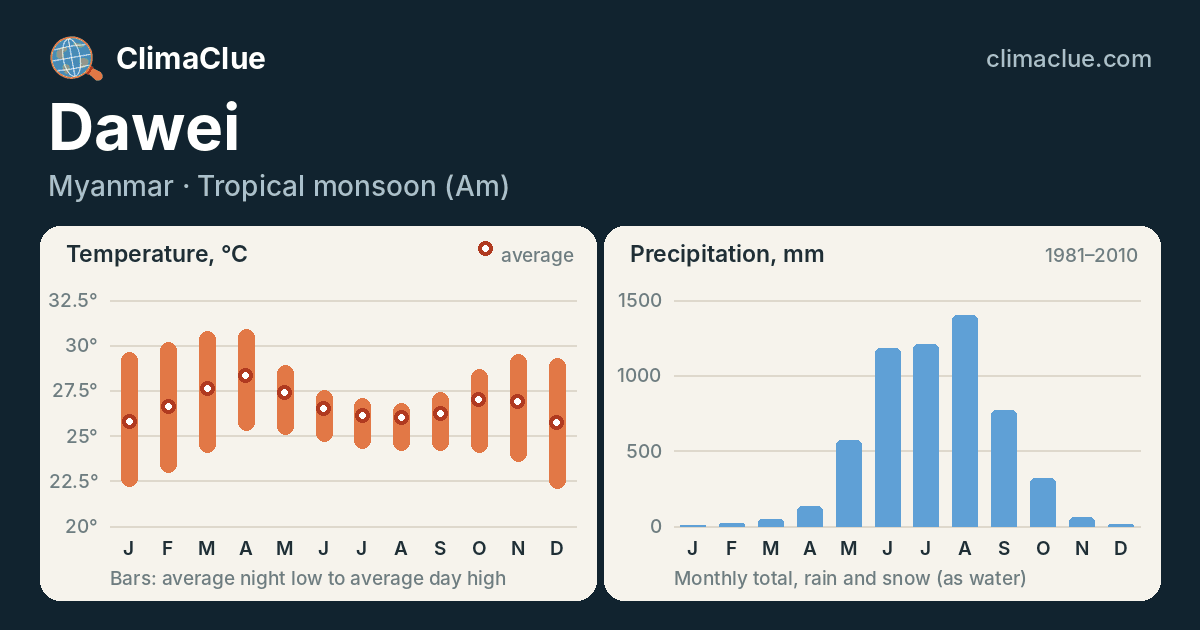 ClimaClue
climaclue.com
Dawei
Myanmar · Tropical monsoon (Am)
Temperature, °C
average
32.5°
30°
27.5°
25°
22.5°
20°
J F M A M J J A S O N D
Bars: average night low to average day high
Precipitation, mm
1981–2010
1500
1000
500
0
J F M A M J J A S O N D
Monthly total, rain and snow (as water)